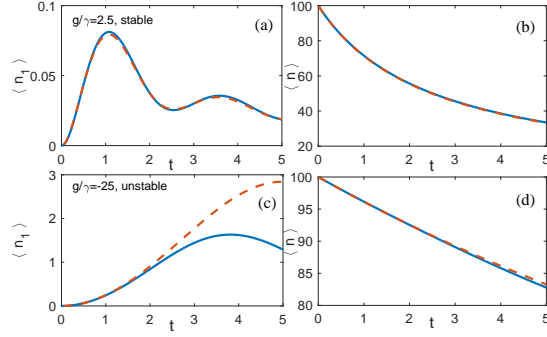 g/γ=2.5, stable
(a)
0.1
0.05
0
⟨ n₁ ⟩
0 1 2 3 4 5
t
(b)
100
80
60
40
20
⟨ n ⟩
0 1 2 3 4 5
t
g/γ=-25, unstable
(c)
3
2
1
0
⟨ n₁ ⟩
0 1 2 3 4 5
t
(d)
100
95
90
85
80
⟨ n ⟩
0 1 2 3 4 5
t